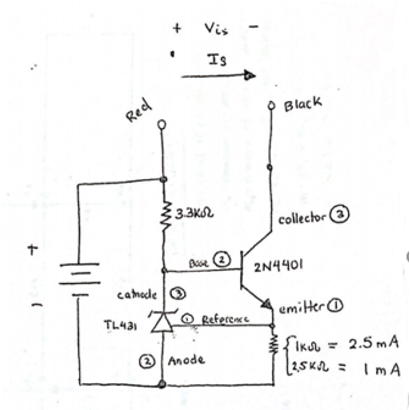 + Vis -
Is
Red
Black
3.3KΩ
collector ③
+
Base ②
2N4401
-
catnode ③
emitter ①
TL431
① Reference
1KΩ = 2.5mA
② Anode
2.5KΩ = 1mA